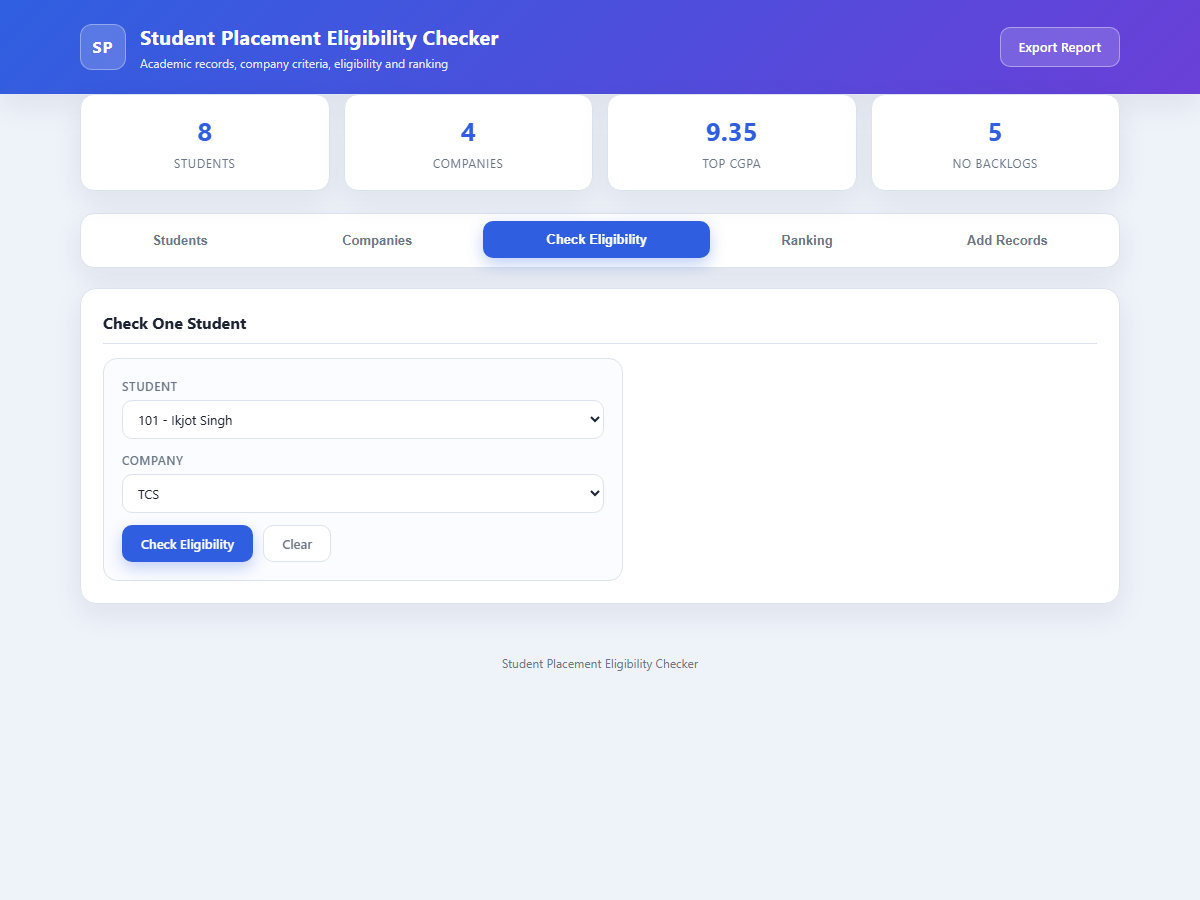 SP
Student Placement Eligibility Checker
Academic records, company criteria, eligibility and ranking
Export Report
8
STUDENTS
4
COMPANIES
9.35
TOP CGPA
5
NO BACKLOGS
Students
Companies
Check Eligibility
Ranking
Add Records
Check One Student
STUDENT
101 - Ikjot Singh
COMPANY
TCS
Check Eligibility
Clear
Student Placement Eligibility Checker